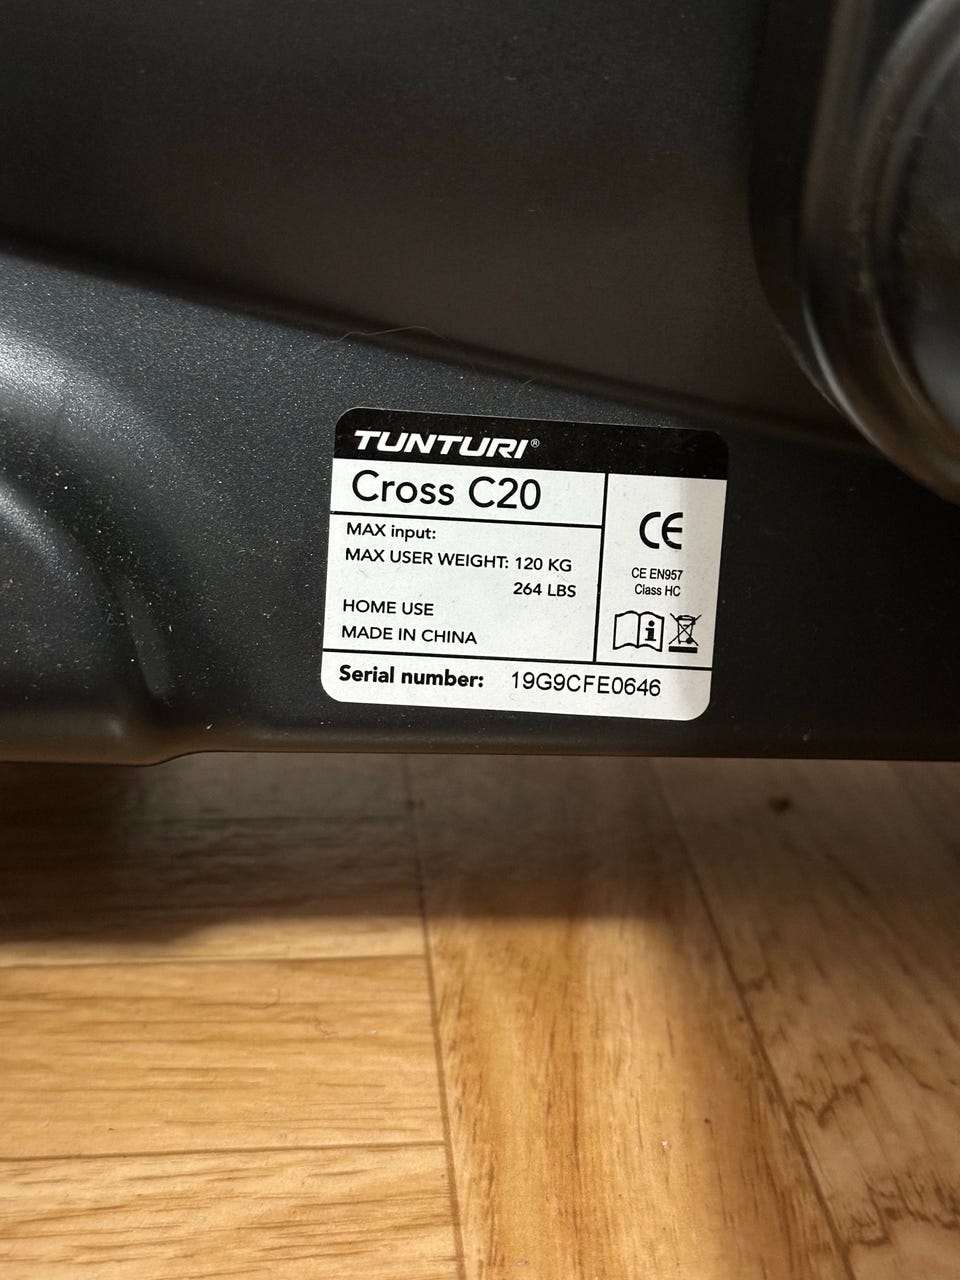 TUNTURI®
Cross C20
MAX input:
MAX USER WEIGHT: 120 KG
264 LBS
HOME USE
MADE IN CHINA
CE
CE EN957
Class HC
i
Serial number: 19G9CFE0646